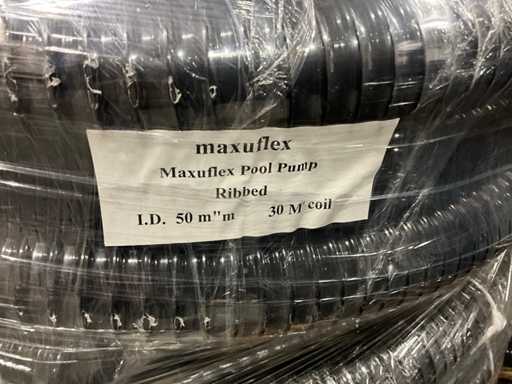 maxuflex
Maxuflex Pool Pump
Ribbed
I.D. 50 m"m 30 M' coil